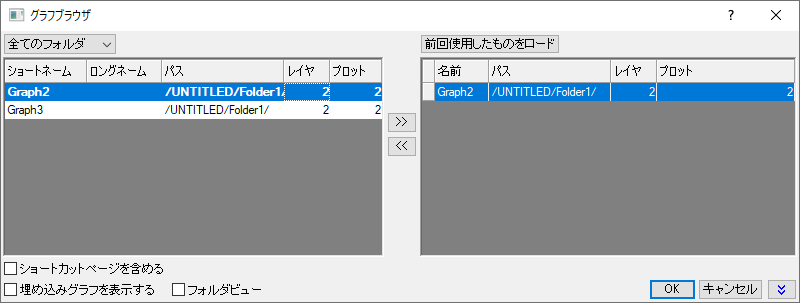 グラフブラウザ
全てのフォルダ
前回使用したものをロード
ショートネーム ロングネーム パス レイヤ プロット
Graph2 /UNTITLED/Folder1/ 2 2
Graph3 /UNTITLED/Folder1/ 2 2
>>
<<
名前 パス レイヤ プロット
Graph2 /UNTITLED/Folder1/ 2 2
ショートカットページを含める
埋め込みグラフを表示する フォルダビュー
OK キャンセル